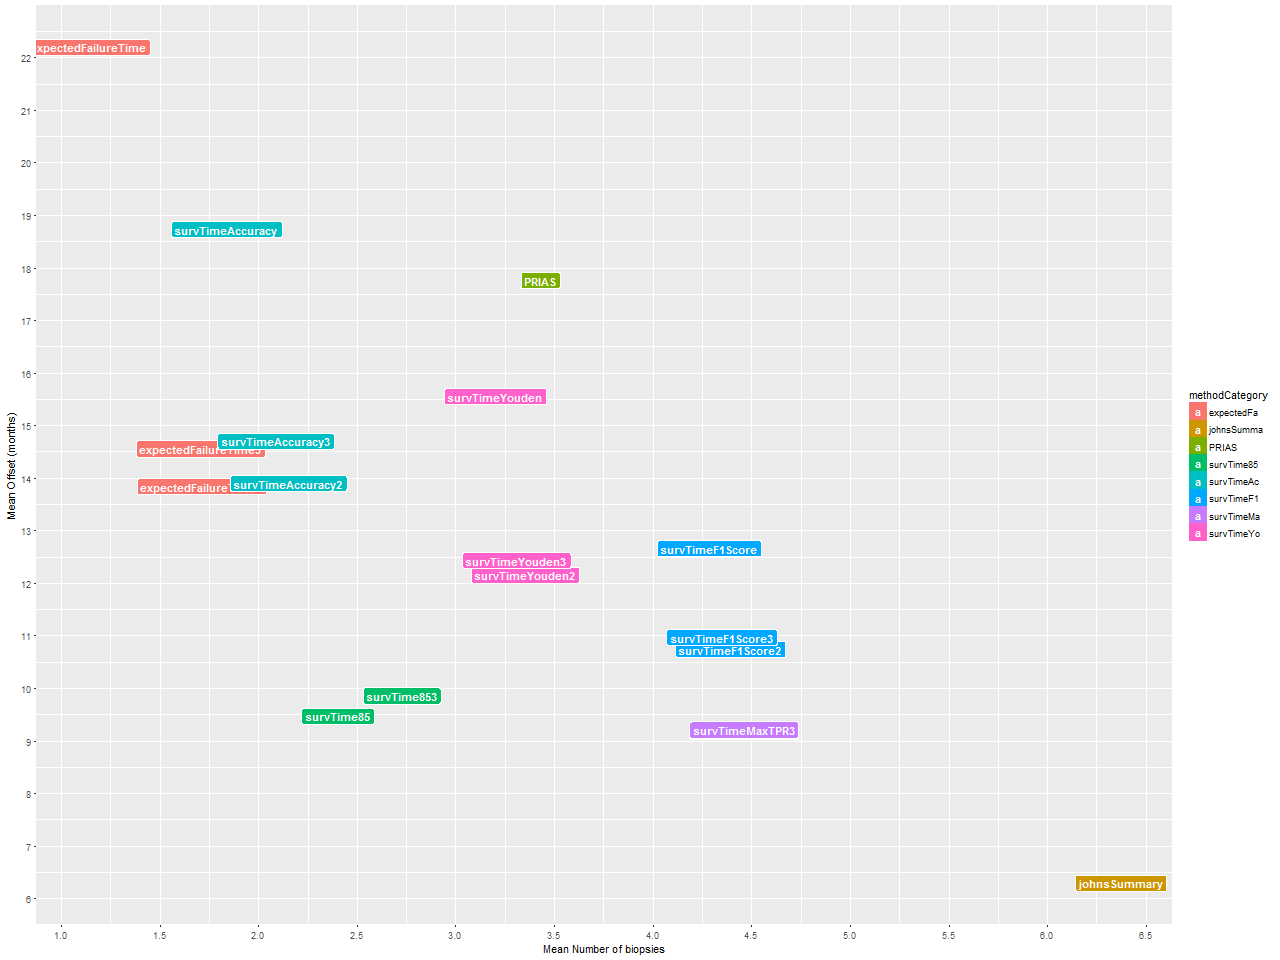 xpectedFailureTime
survTimeAccuracy
PRIAS
survTimeYouden
survTimeAccuracy3
expectedFailureTime3
survTimeAccuracy2
expectedFailureT
survTimeF1Score
survTimeYouden3
survTimeYouden2
survTimeF1Score3
survTimeF1Score2
survTime853
survTime85
survTimeMaxTPR3
johnsSummary
22
21
20
19
18
17
16
15
14
13
12
11
10
9
8
7
6
Mean Offset (months)
1.0 1.5 2.0 2.5 3.0 3.5 4.0 4.5 5.0 5.5 6.0 6.5
Mean Number of biopsies
methodCategory
a expectedFa
a johnsSumma
a PRIAS
a survTime85
a survTimeAc
a survTimeF1
a survTimeMa
a survTimeYo